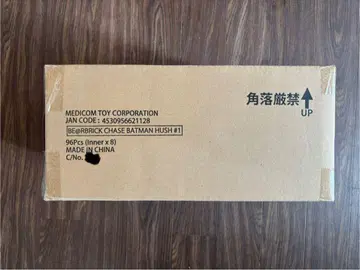 MEDICOM TOY CORPORATION
JAN CODE : 4530956621128
BE@RBRICK CHASE BATMAN HUSH #1
96Pcs (Inner x 8)
MADE IN CHINA
C/No.
角落厳禁
UP